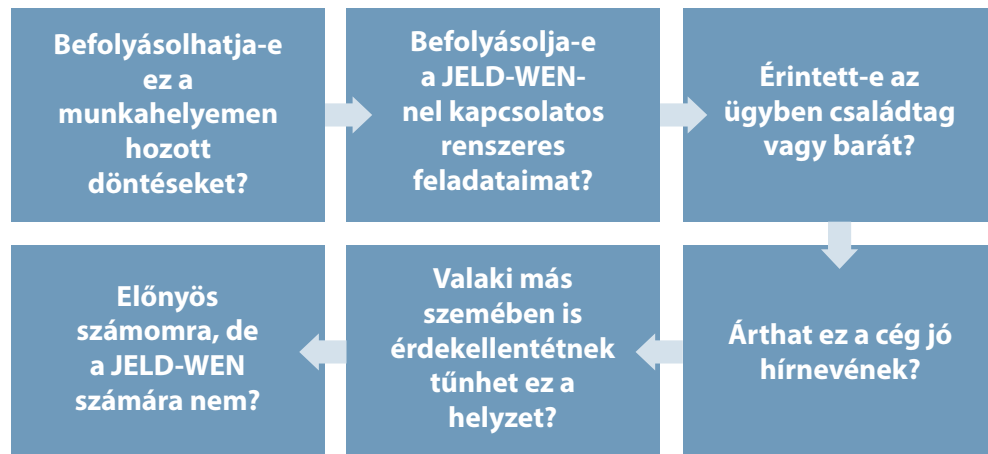 Befolyásolhatja-e
ez a
munkahelyemen
hozott
döntéseket?
Befolyásolja-e
a JELD-WEN-
nel kapcsolatos
renszeres
feladataimat?
Érintett-e az
ügyben családtag
vagy barát?
Árthat ez a cég jó
hírnevének?
Valaki más
szemében is
érdekellentétnek
tűnhet ez a
helyzet?
Előnyös
számomra, de
a JELD-WEN
számára nem?